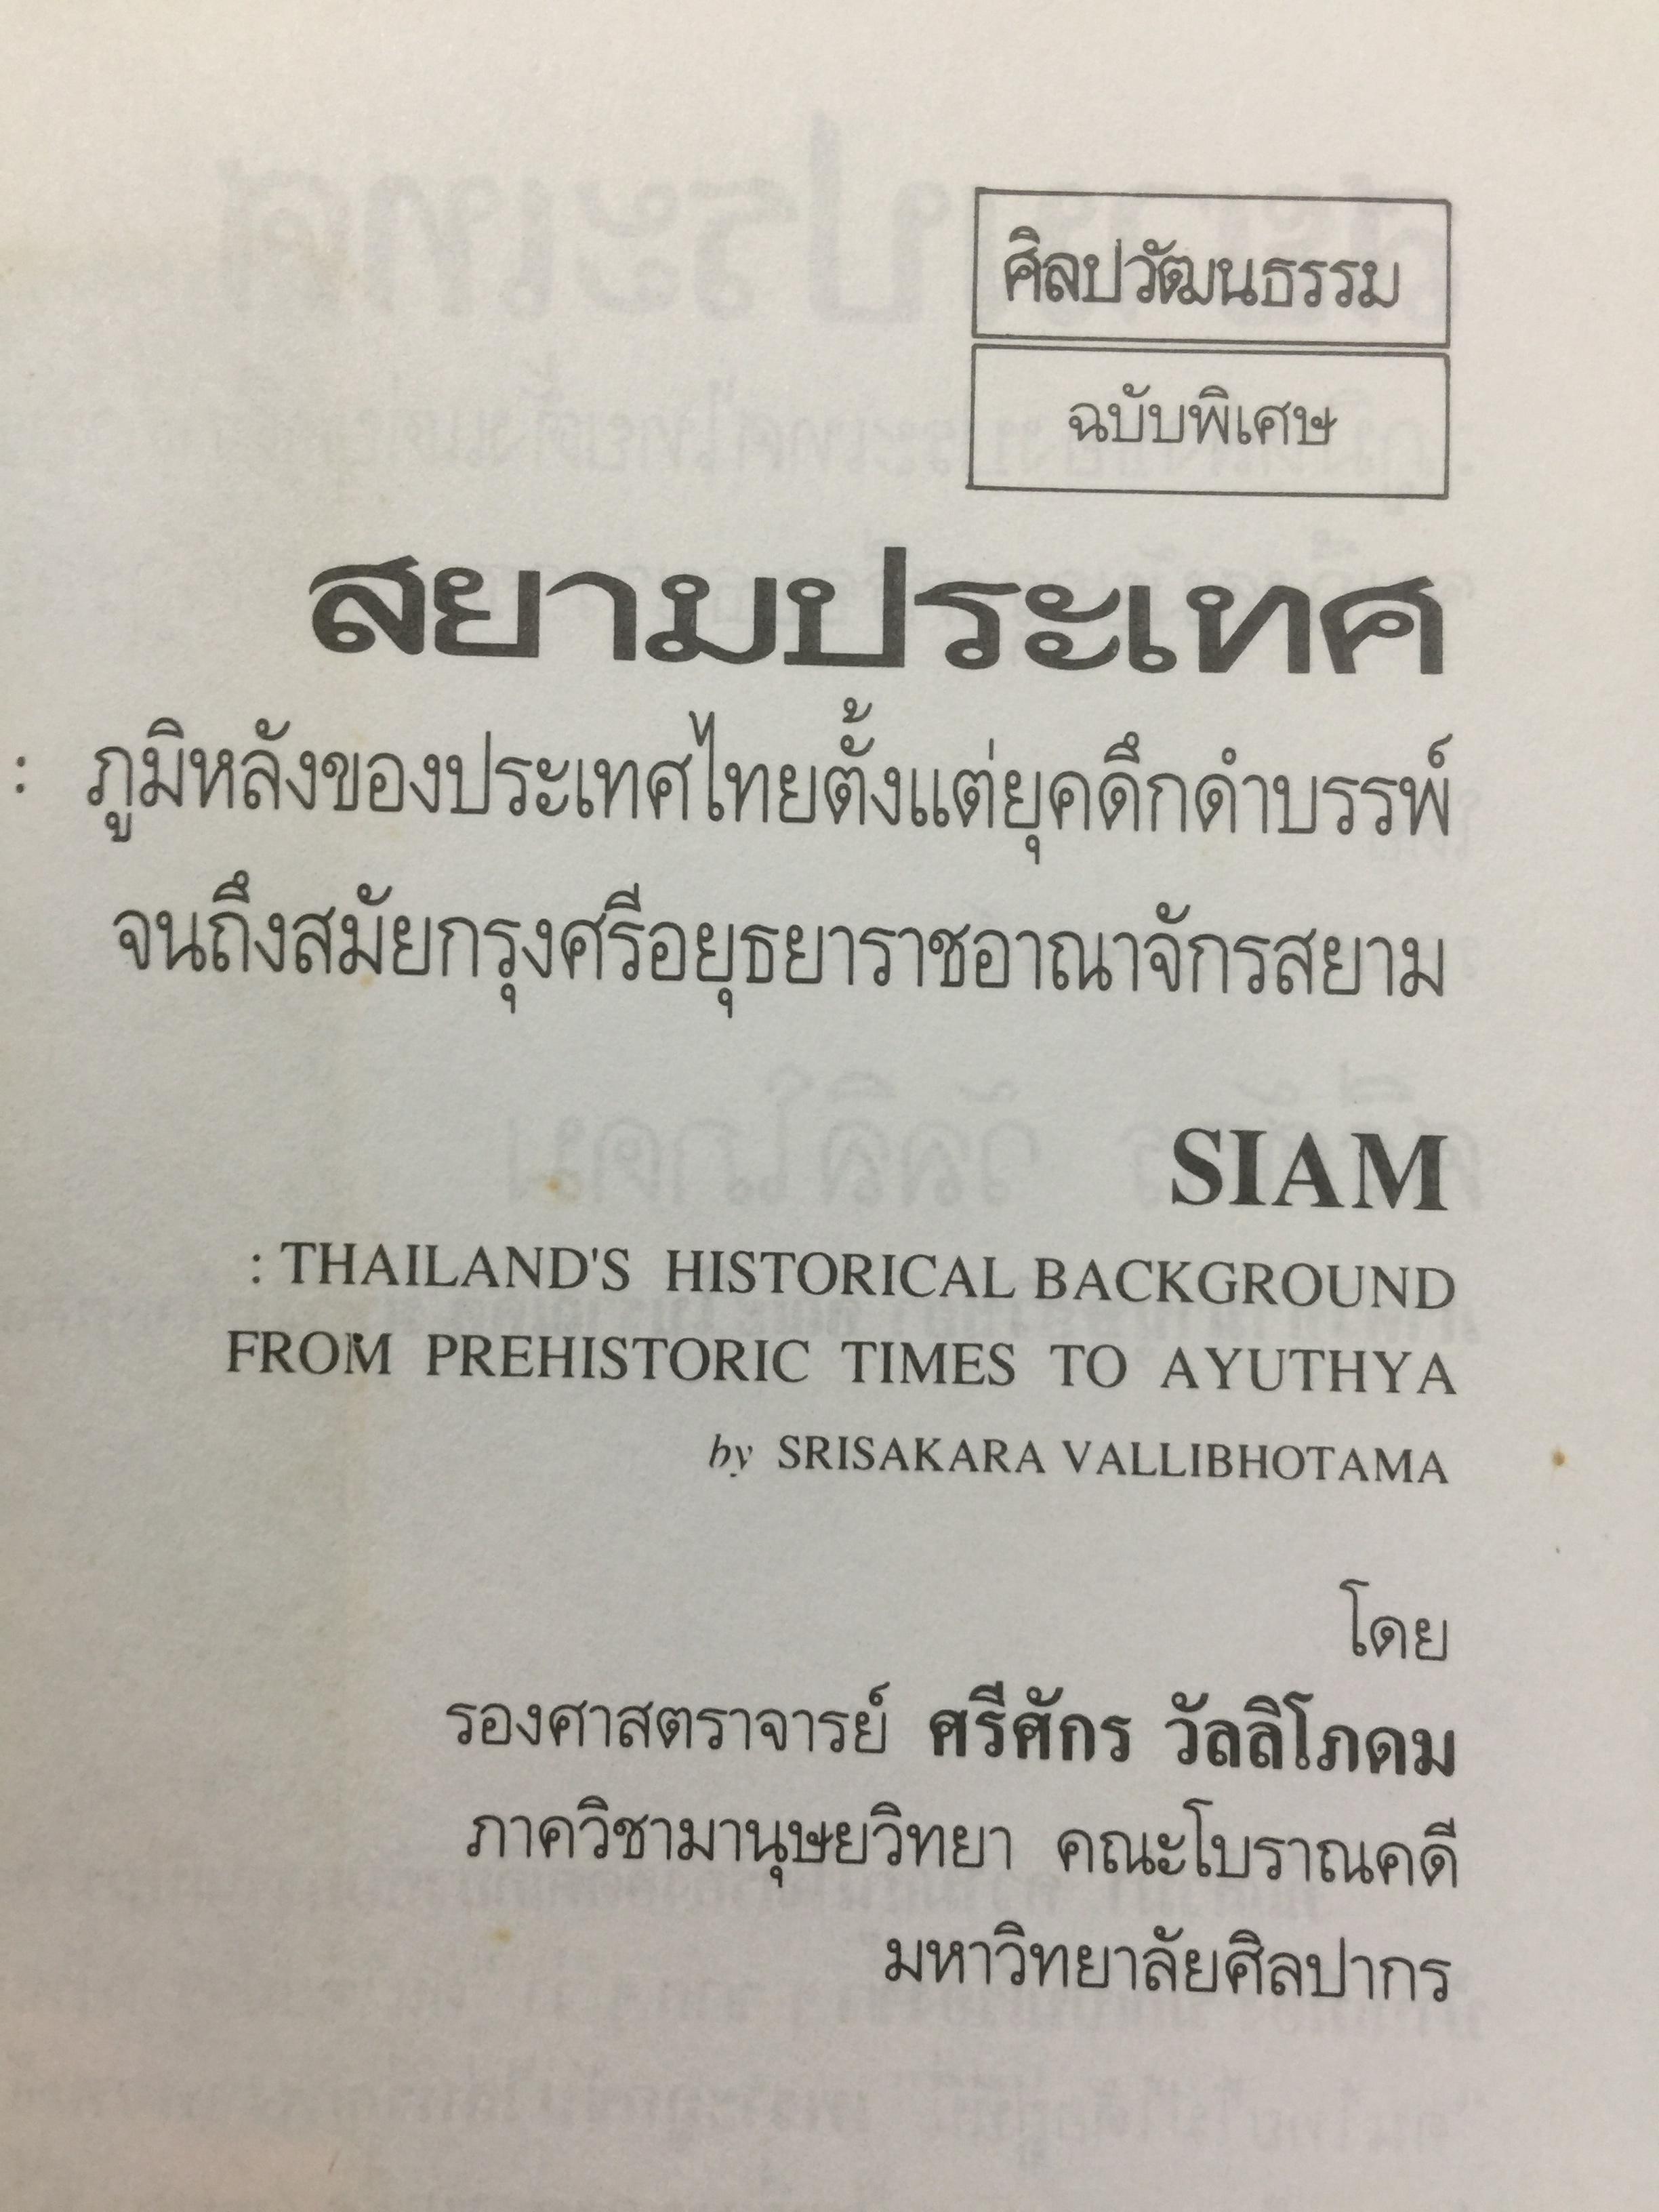 ศิลปวัฒนธรรม
ฉบับพิเศษ
สยามประเทศ
: ภูมิหลังของประเทศไทยตั้งแต่ยุคดึกดำบรรพ์
จนถึงสมัยกรุงศรีอยุธยาราชอาณาจักรสยาม
SIAM
: THAILAND'S HISTORICAL BACKGROUND
FROM PREHISTORIC TIMES TO AYUTHYA
by SRISAKARA VALLIBHOTAMA
โดย
รองศาสตราจารย์ ศรีศักร วัลลิโภดม
ภาควิชามานุษยวิทยา คณะโบราณคดี
มหาวิทยาลัยศิลปากร